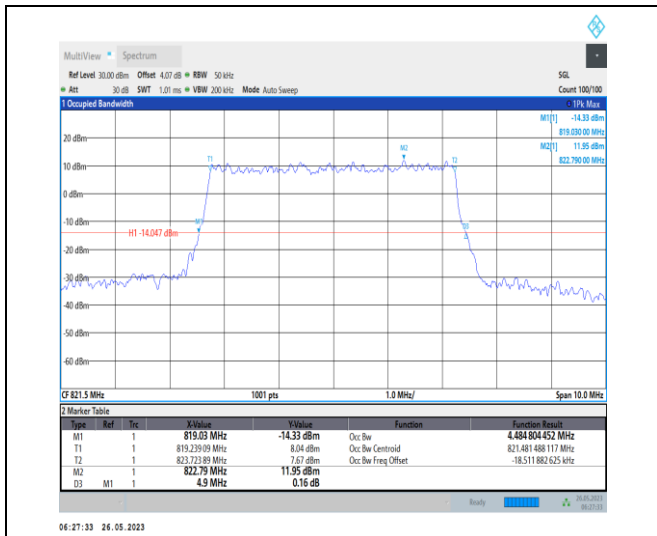 MultiView Spectrum
Ref Level 30.00 dBm Offset 4.07 dB RBW 50 kHz SGL
Att 30 dB SWT 1.01 ms VBW 200 kHz Mode Auto Sweep Count 100/100
1 Occupied Bandwidth 1Pk Max
M1[1] -14.33 dBm
819.03000 MHz
M2[1] 11.95 dBm
822.79000 MHz
20 dBm
M2
T1 T2
10 dBm
0 dBm
-10 dBm
M1 D3
H1 -14.047 dBm
-20 dBm
-30 dBm
-40 dBm
-50 dBm
-60 dBm
CF 821.5 MHz 1001 pts 1.0 MHz/ Span 10.0 MHz
2 Marker Table
Type Ref Trc X-Value Y-Value Function Function Result
M1 1 819.03 MHz -14.33 dBm Occ Bw 4.484 804 452 MHz
T1 1 819.239 09 MHz 8.04 dBm Occ Bw Centroid 821.481 488 117 MHz
T2 1 823.723 89 MHz 7.67 dBm Occ Bw Freq Offset -18.511 882 625 kHz
M2 1 822.79 MHz 11.95 dBm
D3 M1 1 4.9 MHz 0.16 dB
Ready 26.05.2023
06:27:33
06:27:33 26.05.2023